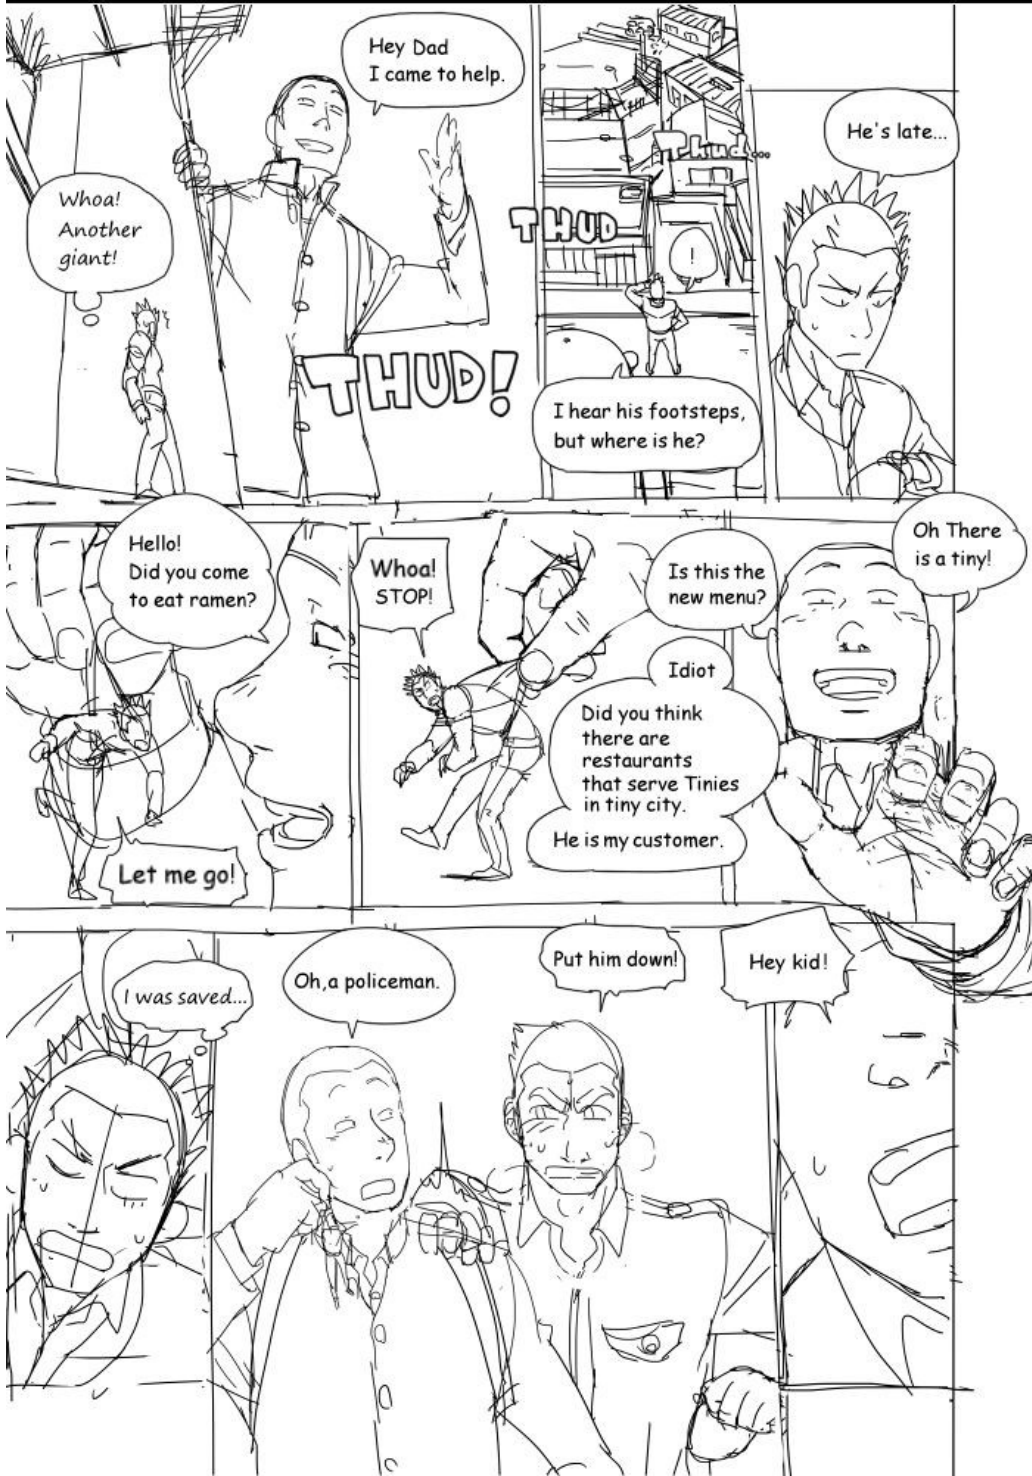 He's late...
Thud...
THUD
!
I hear his footsteps,
but where is he?
Hey Dad
I came to help.
THUD!
Whoa!
Another
giant!
Oh There
is a tiny!
Is this the
new menu?
Idiot
Did you think
there are
restaurants
that serve Tinies
in tiny city.
He is my customer.
Whoa!
STOP!
Hello!
Did you come
to eat ramen?
Let me go!
Hey kid!
Put him down!
Oh,a policeman.
I was saved...